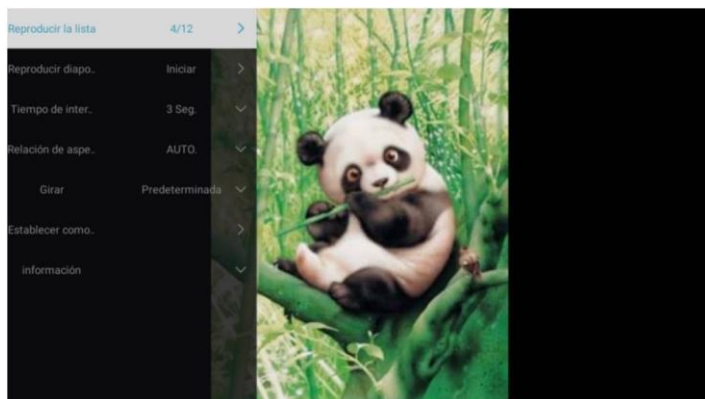 Reproducir la lista 4/12
Reproducir diapo.. Iniciar
Tiempo de inter.. 3 Seg.
Relación de aspe.. AUTO.
Girar Predeterminada
Establecer como..
información